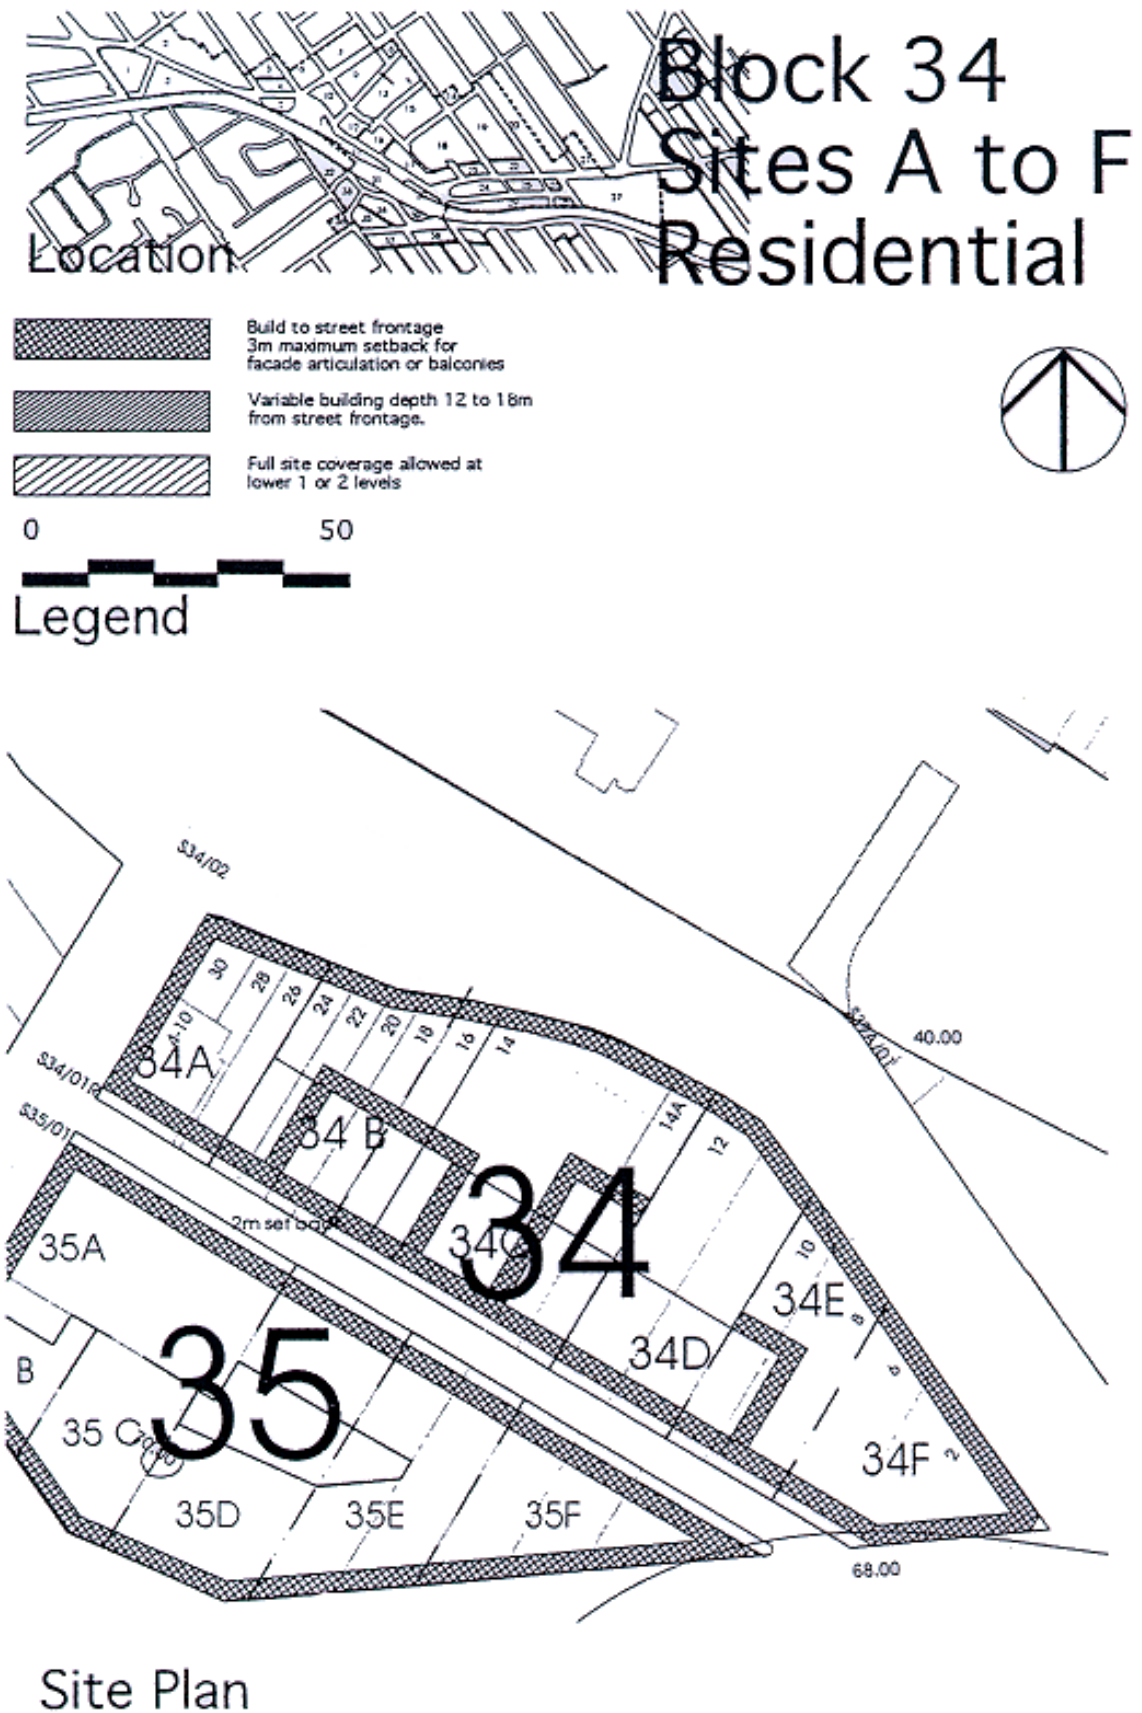 Block 34
Sites A to F
Residential
Location
Build to street frontage
3m maximum setback for
facade articulation or balconies
Variable building depth 12 to 18m
from street frontage.
Full site coverage allowed at
lower 1 or 2 levels
0 50
Legend
S34/02
30
28
26
24
22
20
18
16
14
4-10
34A
S34/01
S35/01
34 B
2m set back
34
34C
14A
12
40.00
10
34E
8
34D
34F
2
35A
35
B
35 C
35D
35E
35F
68.00
Site Plan